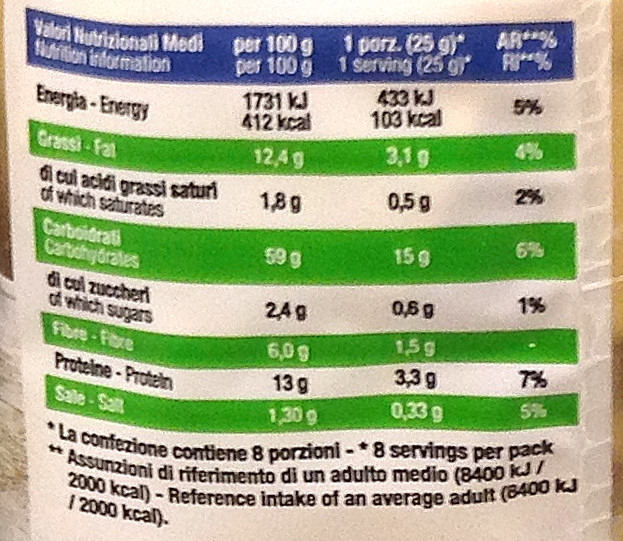 Valori Nutrizionali Medi per 100 g 1 porz. (25 g)* AR**%
Nutrition information per 100 g 1 serving (25 g)* RI**%
Energia - Energy 1731 kJ 433 kJ 5%
412 kcal 103 kcal
Grassi - Fat 12,4 g 3,1 g 4%
di cui acidi grassi saturi 1,8 g 0,5 g 2%
of which saturates
Carboidrati 59 g 15 g 6%
Carbohydrates
di cui zuccheri 2,4 g 0,6 g 1%
of which sugars
Fibre - Fibre 6,0 g 1,5 g -
Proteine - Protein 13 g 3,3 g 7%
Sale - Salt 1,30 g 0,33 g 5%
* La confezione contiene 8 porzioni - * 8 servings per pack
** Assunzioni di riferimento di un adulto medio (8400 kJ /
2000 kcal) - Reference intake of an average adult (8400 kJ
/ 2000 kcal).